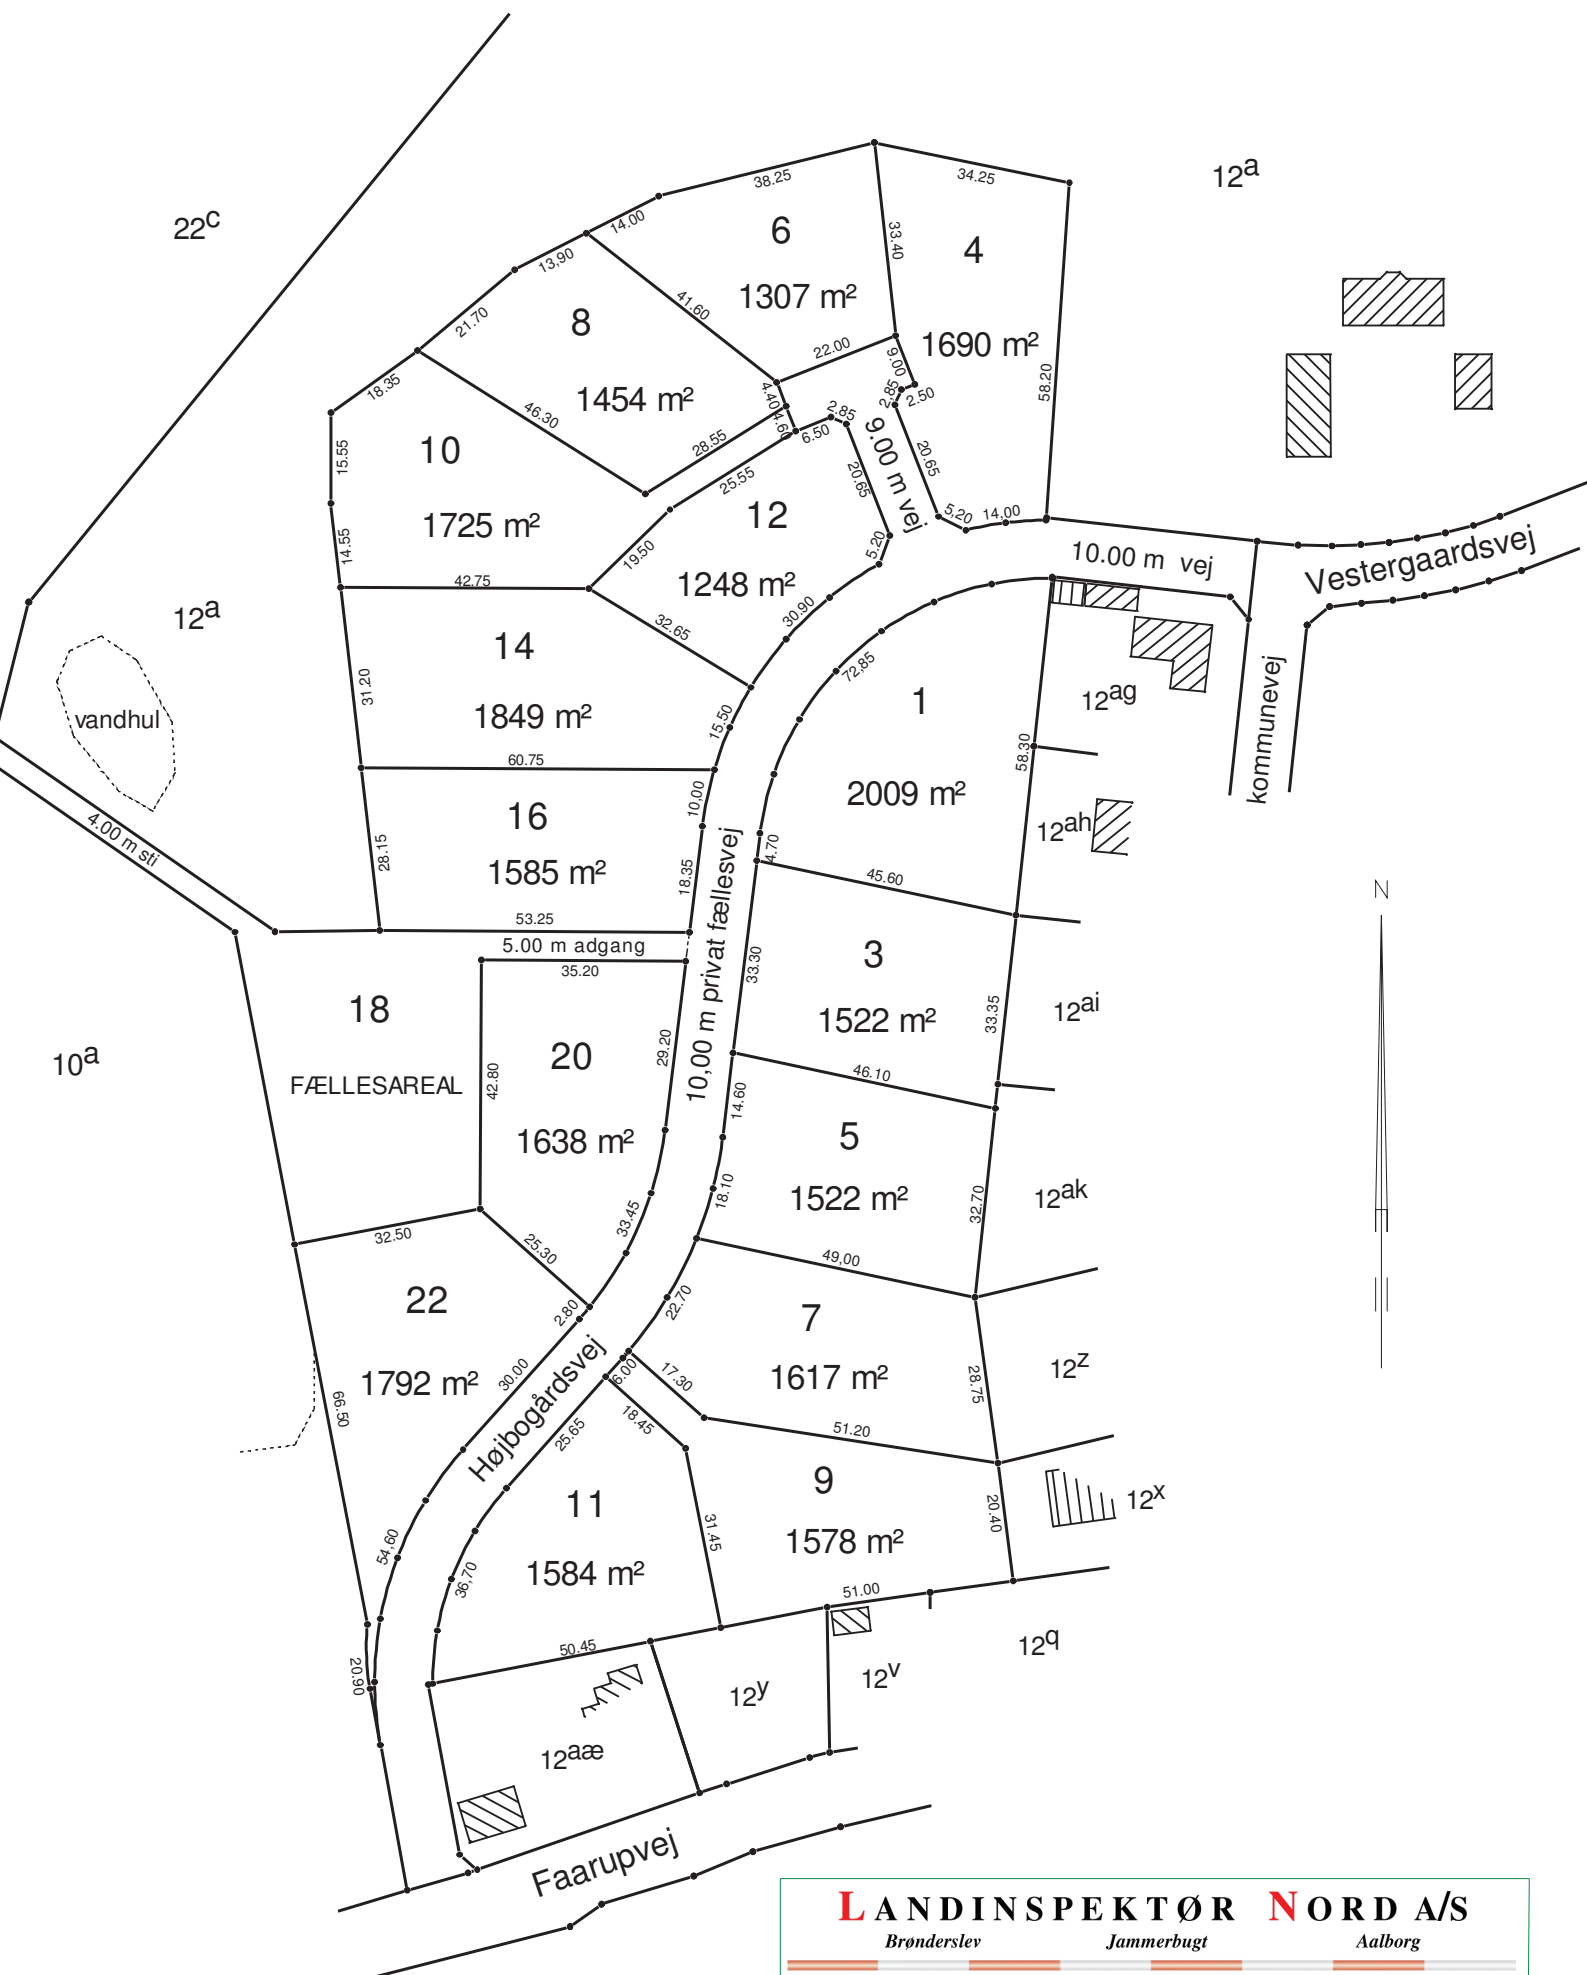 12a
22c
34.25
38.25
14.00
6
33.40
4
13,90
1307 m²
41.60
21.70
8
22.00
9.00
1690 m²
58.20
18.35
1454 m²
4.40
4.60
2,85
2.50
2.85
6.50
46.30
28.55
15.55
10
9.00 m vej
20.65
20.65
25.55
1725 m²
12
5,20
14,00
5.20
14.55
19.50
10.00 m vej
Vestergaardsvej
42.75
1248 m²
30.90
12a
32.65
14
72,85
31.20
1
12ag
kommunevej
vandhul
1849 m²
15.50
58.30
60.75
2009 m²
10,00
16
12ah
4.00 m sti
28.15
1585 m²
18.35
4.70
45.60
N
53.25
5.00 m adgang
35.20
10,00 m privat fællesvej
33.30
3
18
1522 m²
33.35
12ai
10a
20
29.20
FÆLLESAREAL
42.80
46.10
14.60
1638 m²
5
1522 m²
18.10
32.70
12ak
33.45
32.50
25.30
49,00
22
22.70
2.80
7
1792 m²
30.00
Højbogårdsvej
6.00
17.30
1617 m²
28.75
12z
66.50
18.45
25.65
51.20
9
11
20.40
12x
31.45
1578 m²
54,60
36,70
1584 m²
51.00
50.45
20.90
12y
12v
12q
12aæ
Faarupvej
LANDINSPEKTØR NORD A/S
Brønderslev Jammerbugt Aalborg